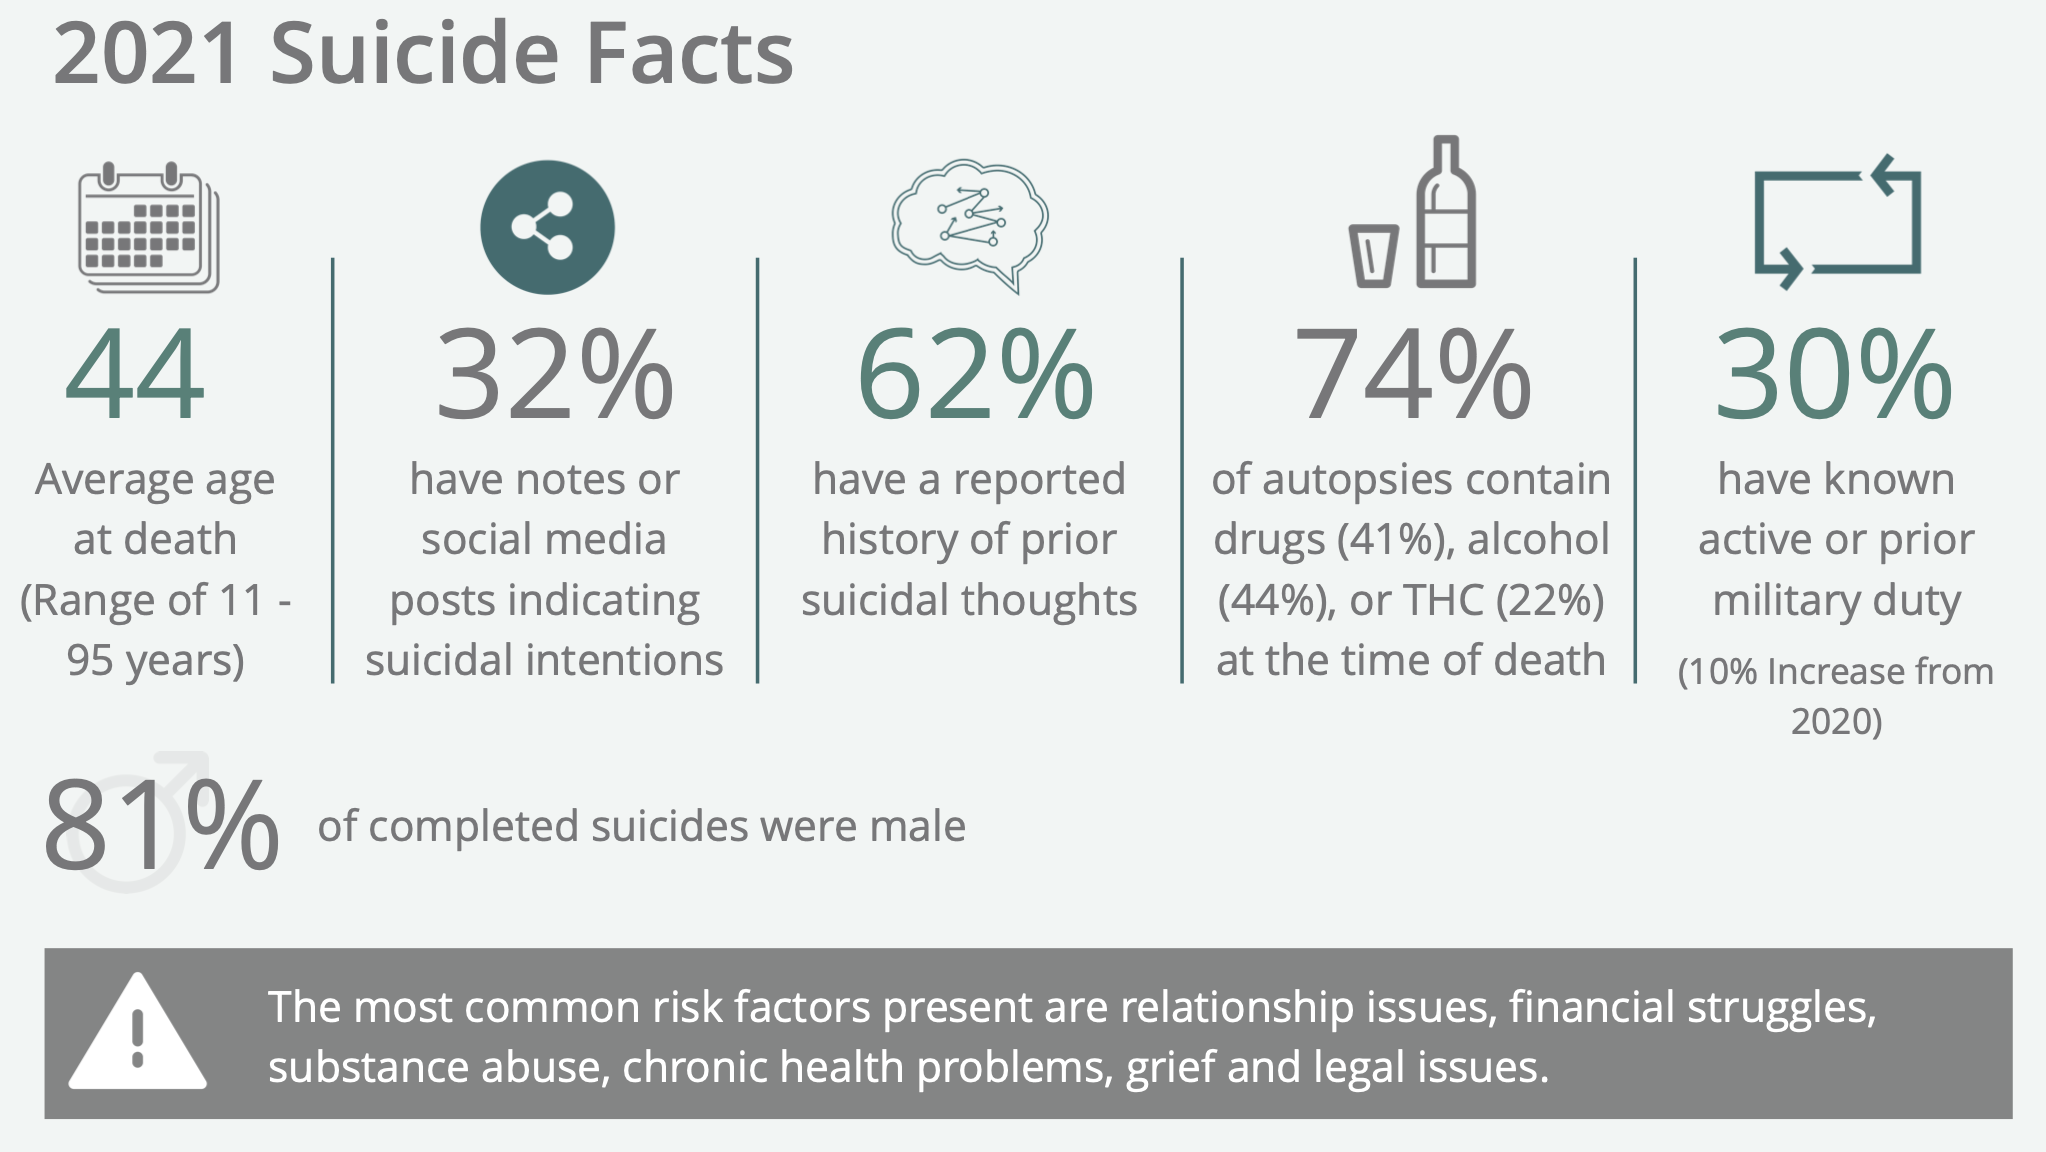 2021 Suicide Facts
44
Average age
at death
(Range of 11 -
95 years)
32%
have notes or
social media
posts indicating
suicidal intentions
62%
have a reported
history of prior
suicidal thoughts
74%
of autopsies contain
drugs (41%), alcohol
(44%), or THC (22%)
at the time of death
30%
have known
active or prior
military duty
(10% Increase from
2020)
81%
of completed suicides were male
The most common risk factors present are relationship issues, financial struggles,
substance abuse, chronic health problems, grief and legal issues.